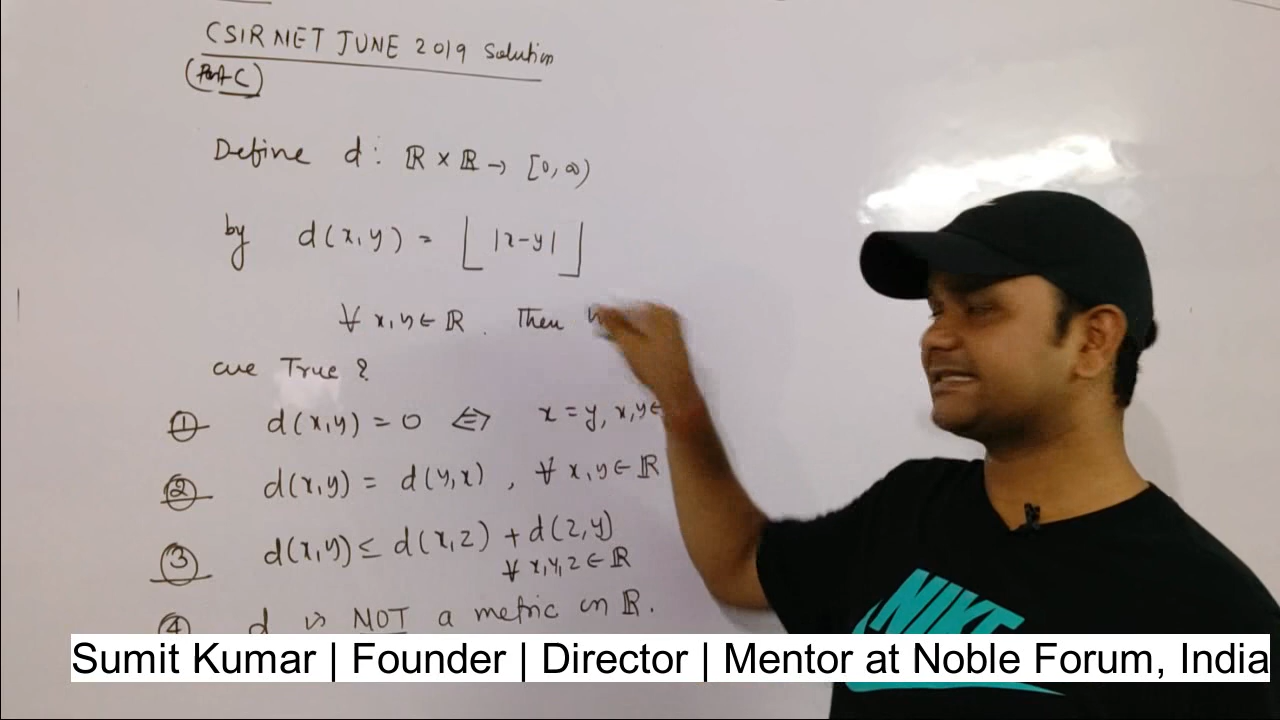 CSIR NET JUNE 2019 Solution
(Part C)
Define d: ℝ × ℝ → [0, ∞)
by d(x,y) = ⌊ |x-y| ⌋
∀ x,y ∈ ℝ. Then
are True ?
① d(x,y) = 0 ⇔ x = y, x,y ∈
② d(x,y) = d(y,x), ∀ x,y ∈ ℝ
③ d(x,y) ≤ d(x,z) + d(z,y)
∀ x,y,z ∈ ℝ
④ d is NOT a metric on ℝ.
NIKE
Sumit Kumar | Founder | Director | Mentor at Noble Forum, India